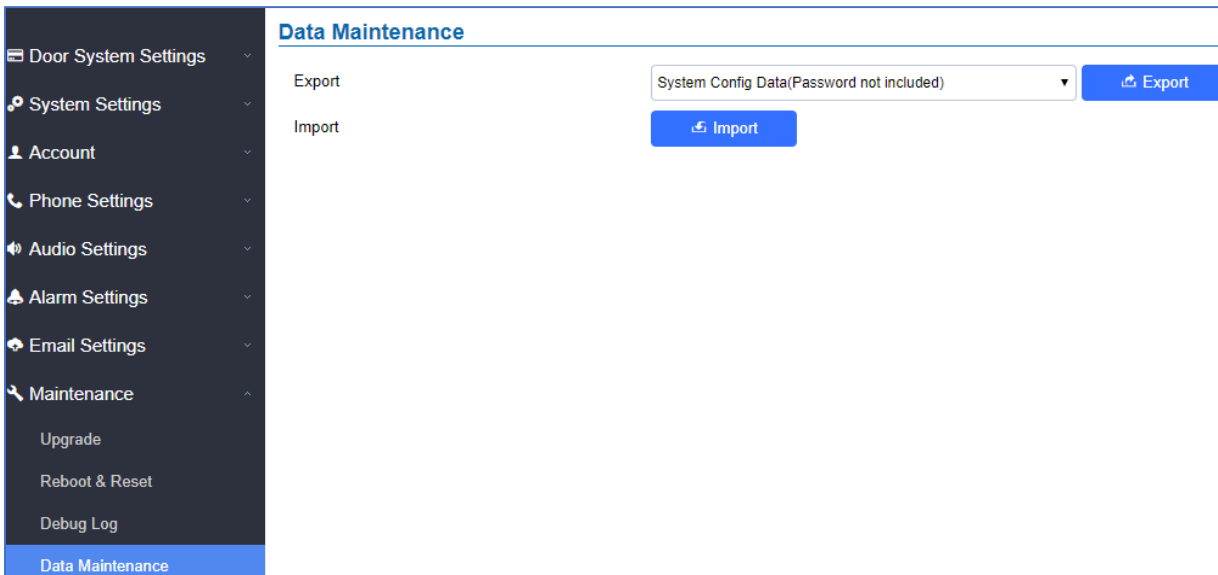 Door System Settings
System Settings
Account
Phone Settings
Audio Settings
Alarm Settings
Email Settings
Maintenance
Upgrade
Reboot & Reset
Debug Log
Data Maintenance
Data Maintenance
Export System Config Data(Password not included) Export
Import Import